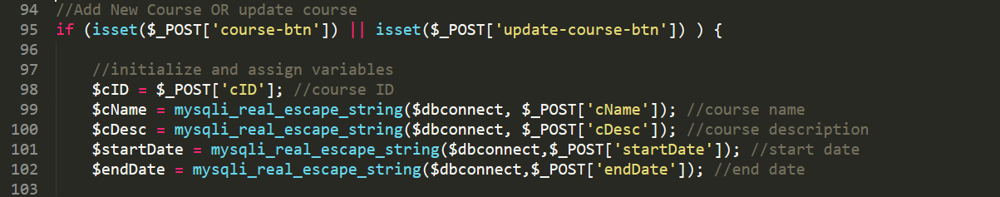 94 //Add New Course OR update course
95 if (isset($_POST['course-btn']) || isset($_POST['update-course-btn']) ) {
96
97 //initialize and assign variables
98 $cID = $_POST['cID']; //course ID
99 $cName = mysqli_real_escape_string($dbconnect, $_POST['cName']); //course name
100 $cDesc = mysqli_real_escape_string($dbconnect, $_POST['cDesc']); //course description
101 $startDate = mysqli_real_escape_string($dbconnect,$_POST['startDate']); //start date
102 $endDate = mysqli_real_escape_string($dbconnect,$_POST['endDate']); //end date
103